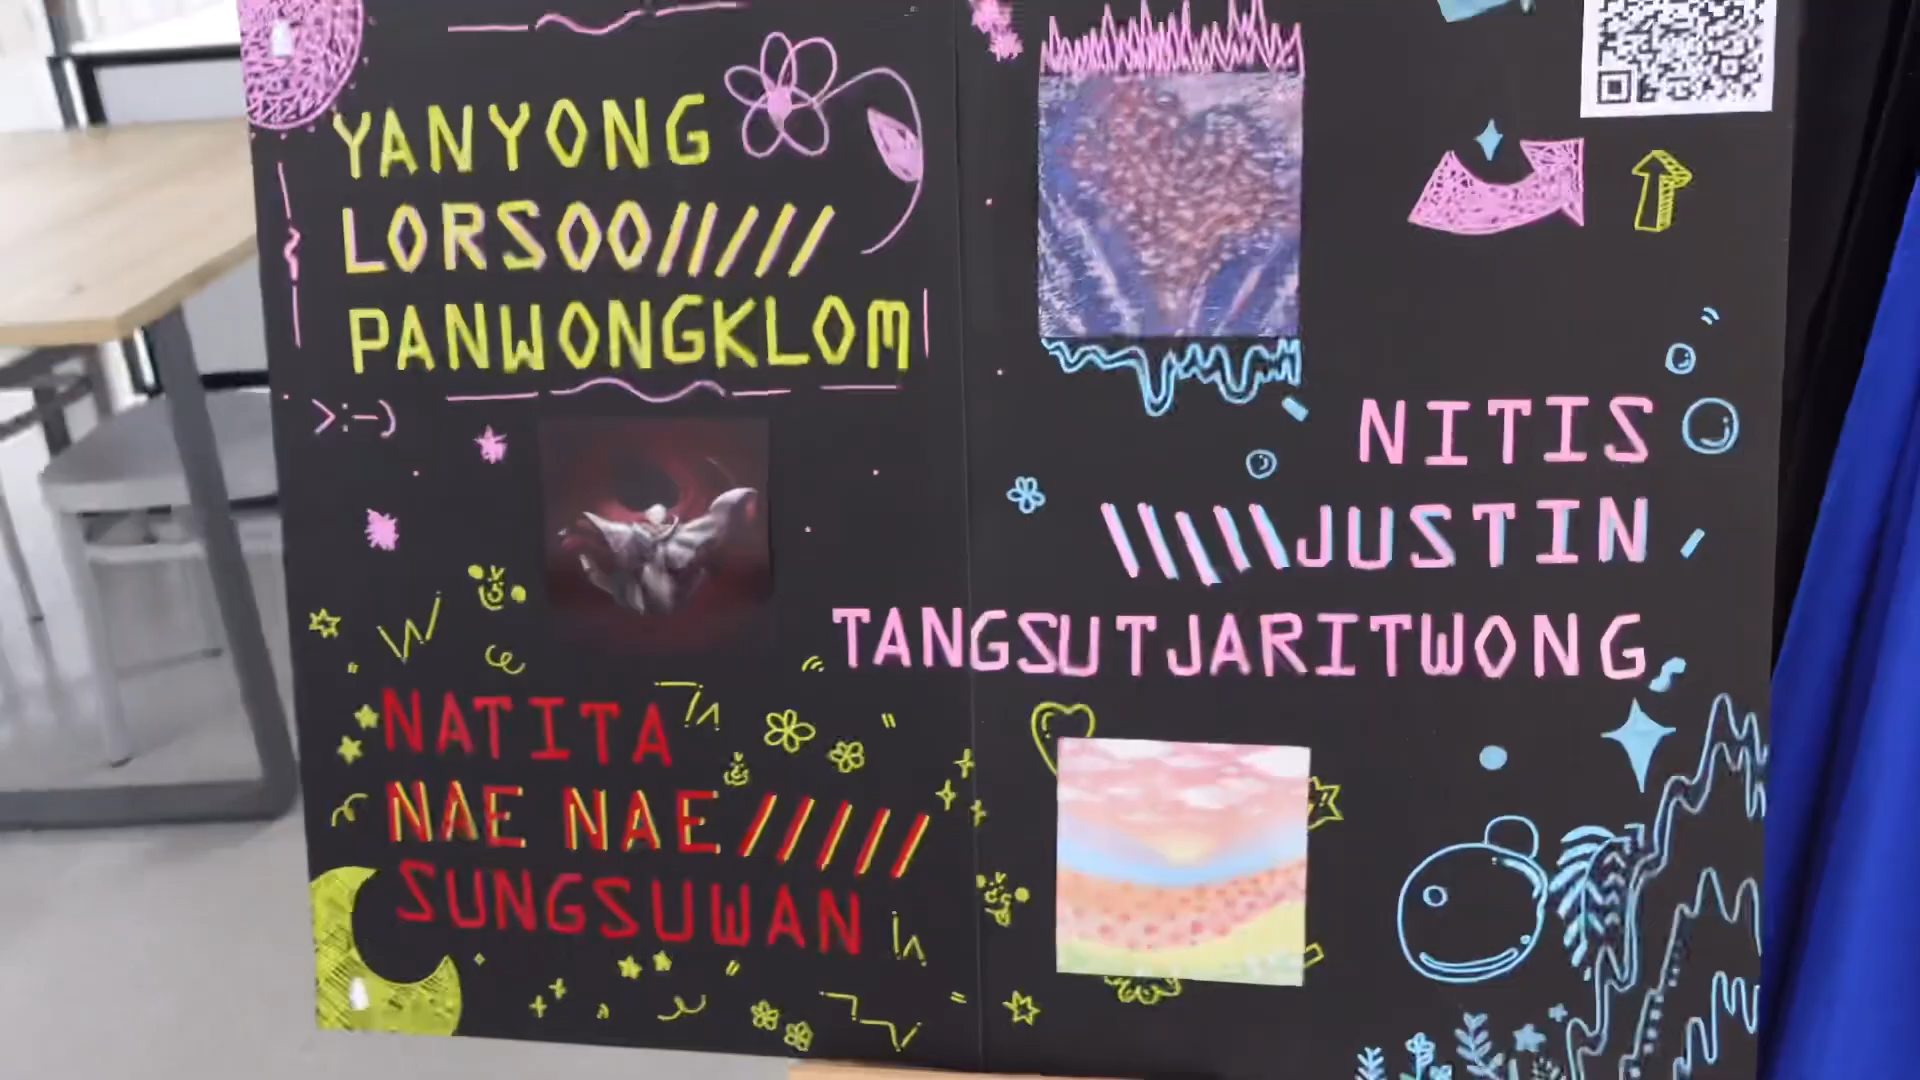 YANYONG
LORSOO/////
PANWONGKLOM
>:-)
NITIS
\\\\\JUSTIN
TANGSUTJARITWONG
NATITA
NAE NAE/////
SUNGSUWAN